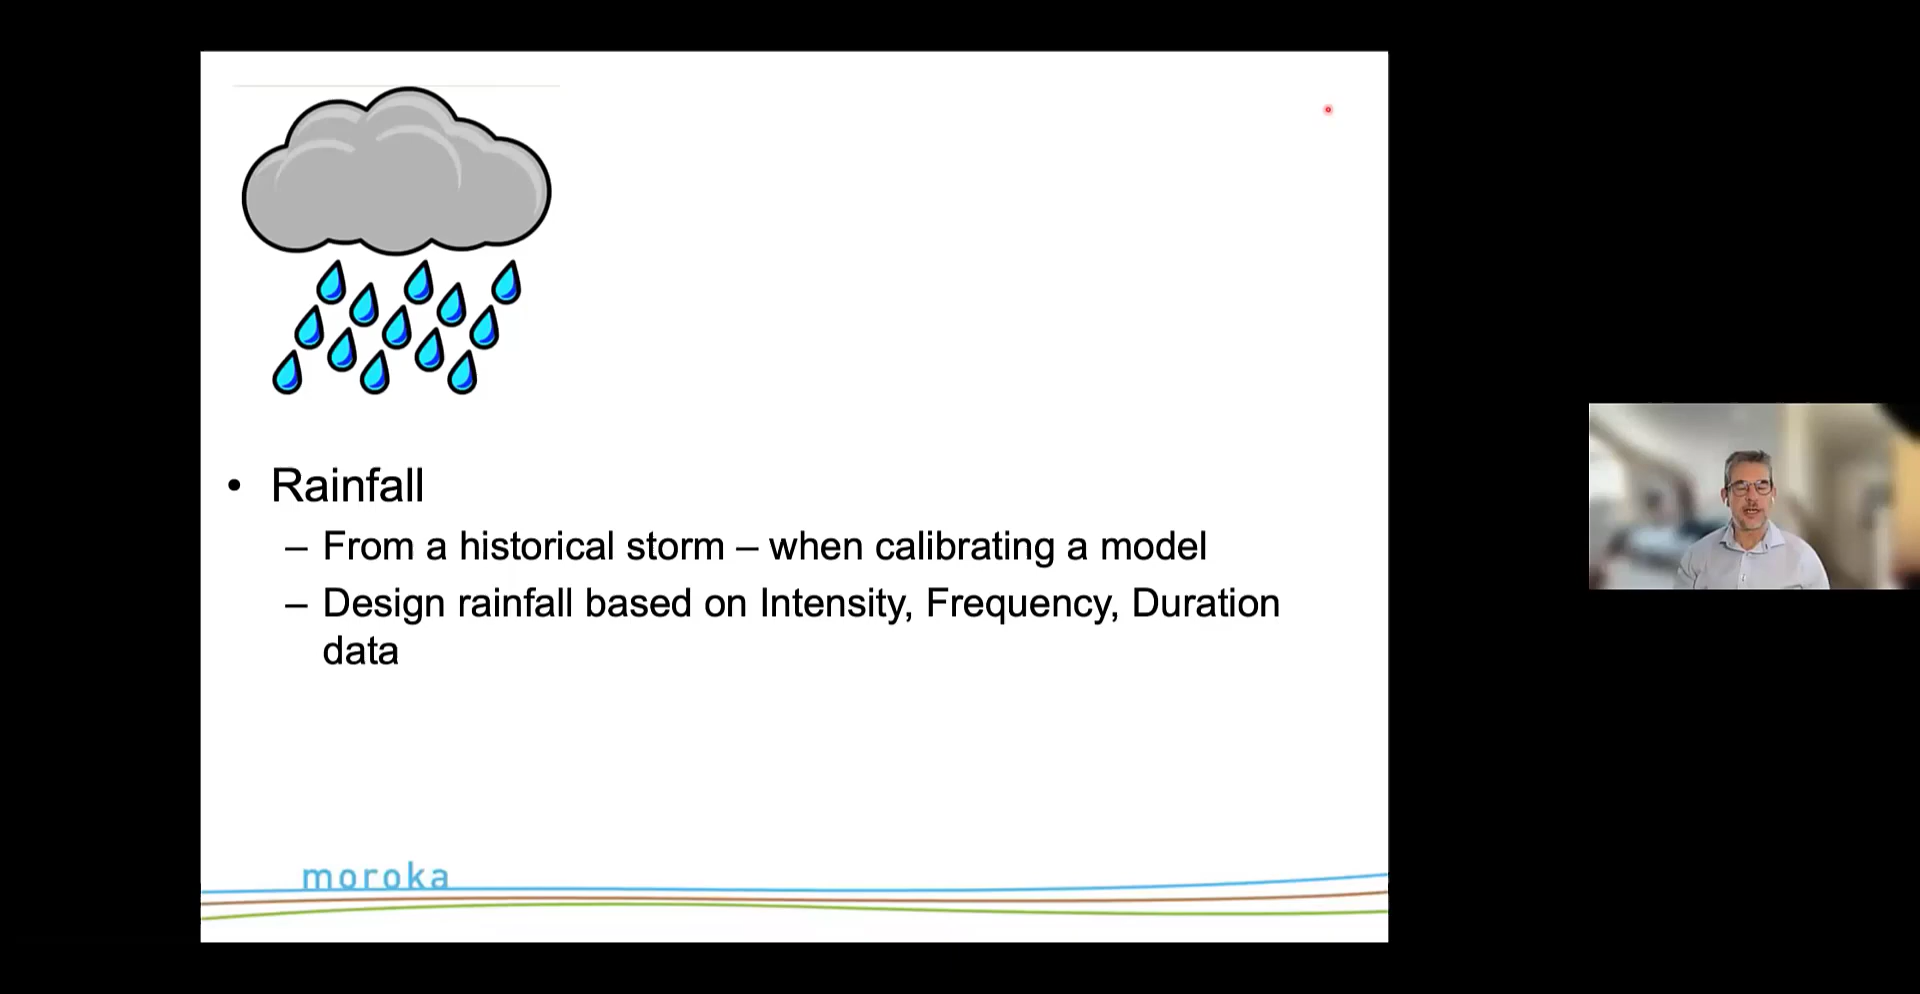 • Rainfall
– From a historical storm – when calibrating a model
– Design rainfall based on Intensity, Frequency, Duration
data
moroka